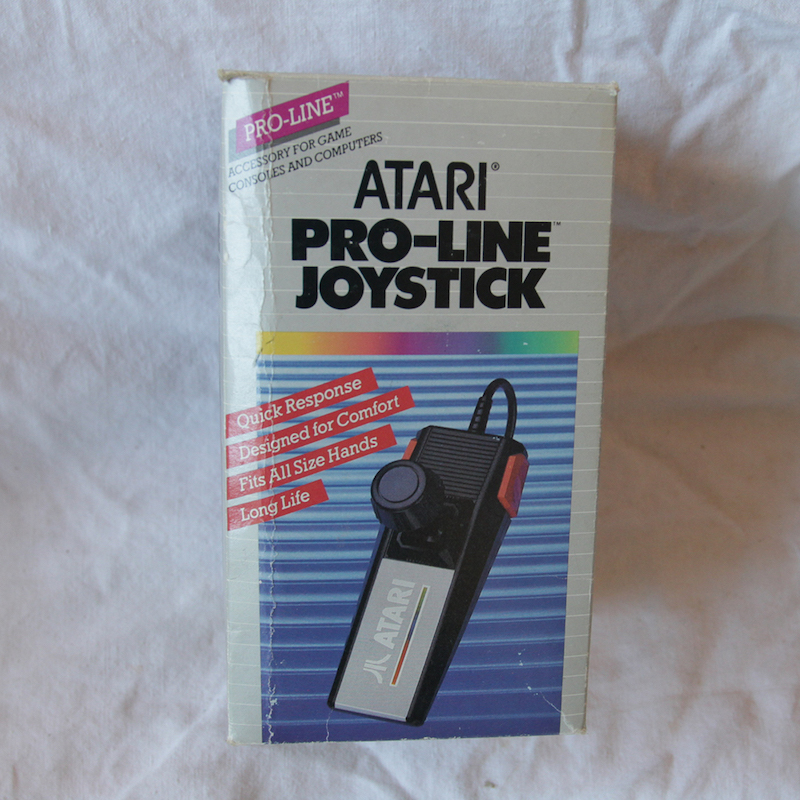 PRO-LINE™
ACCESSORY FOR GAME
CONSOLES AND COMPUTERS
ATARI®
PRO-LINE™
JOYSTICK
Quick Response
Designed for Comfort
Fits All Size Hands
Long Life
ATARI